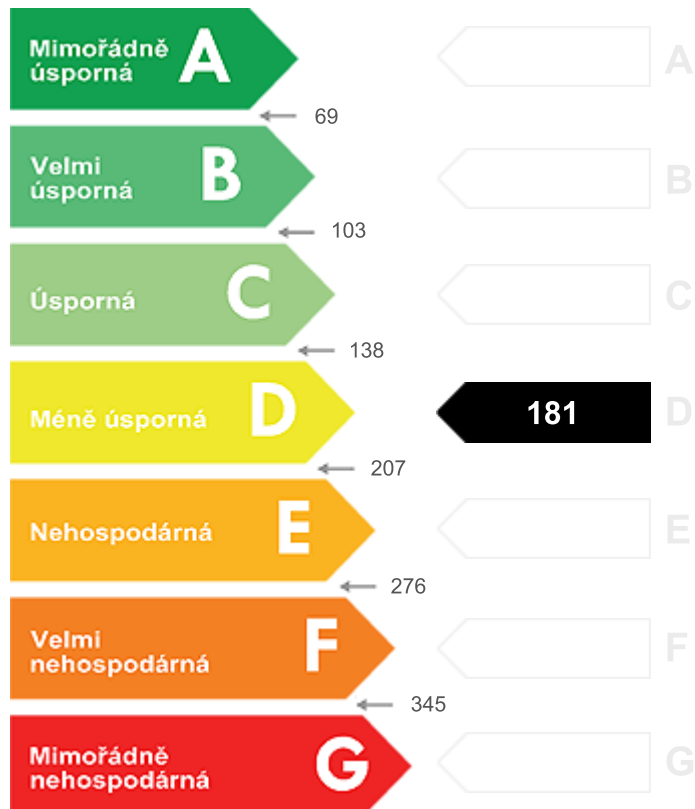 Mimořádně
úsporná
A
A
69
Velmi
úsporná
B
B
103
Úsporná
C
C
138
Méně úsporná
D
181
D
207
Nehospodárná
E
E
276
Velmi
nehospodárná
F
F
345
Mimořádně
nehospodárná
G
G